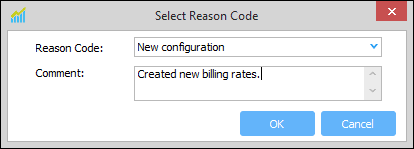 Select Reason Code
Reason Code: New configuration
Comment: Created new billing rates.
OK Cancel